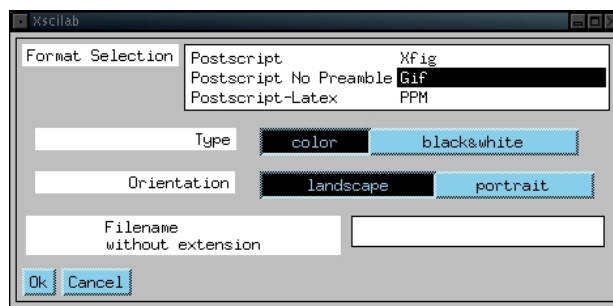 Xscilab
Format Selection
Postscript Xfig
Postscript No Preamble Gif
Postscript-Latex PPM
Type color black&white
Orientation landscape portrait
Filename
without extension
Ok Cancel